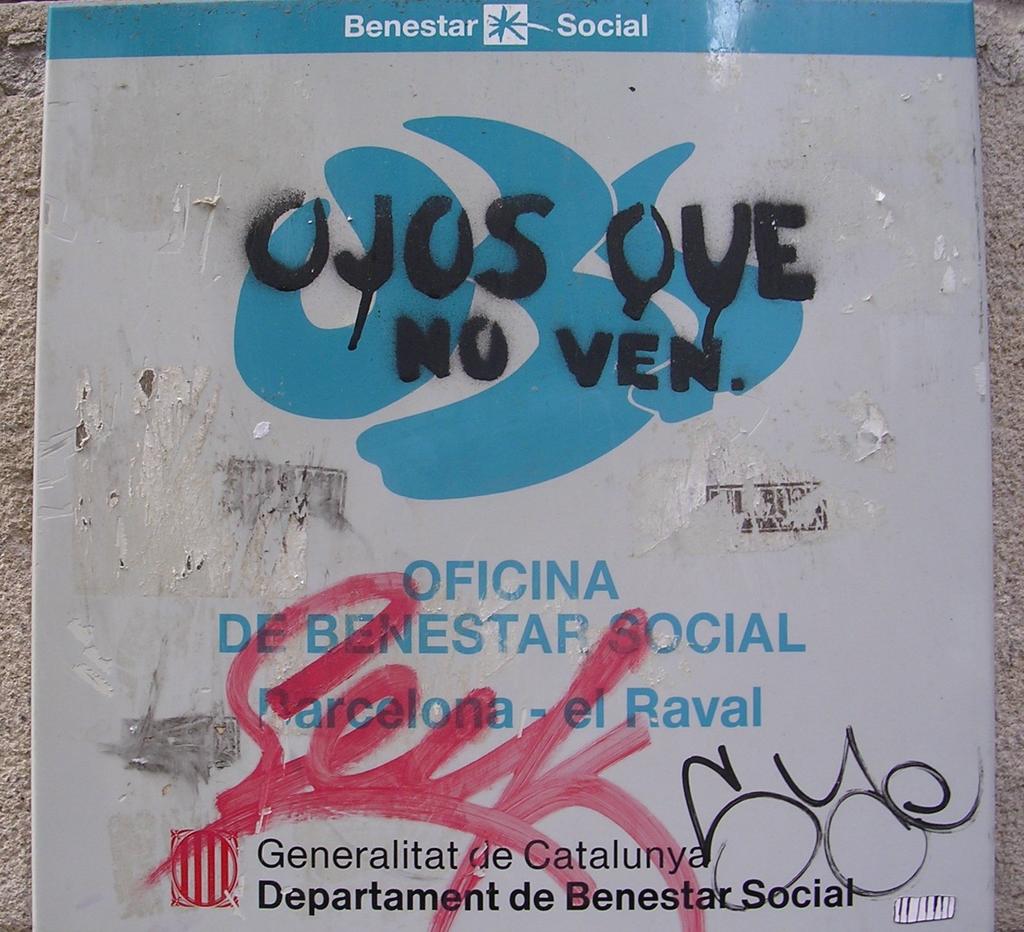 Benestar Social
OJOS QUE
NO VEN.
OFICINA
DE BENESTAR SOCIAL
Barcelona - el Raval
Generalitat de Catalunya
Departament de Benestar Social